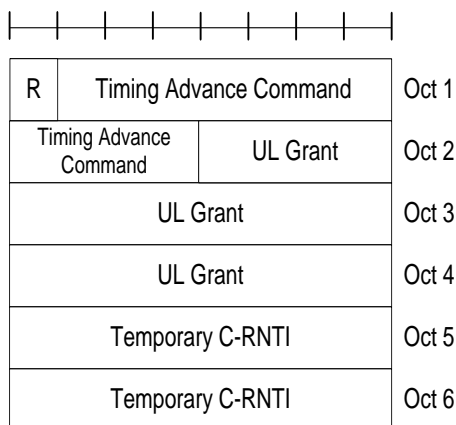 R Timing Advance Command Oct 1
Timing Advance
Command UL Grant Oct 2
UL Grant Oct 3
UL Grant Oct 4
Temporary C-RNTI Oct 5
Temporary C-RNTI Oct 6